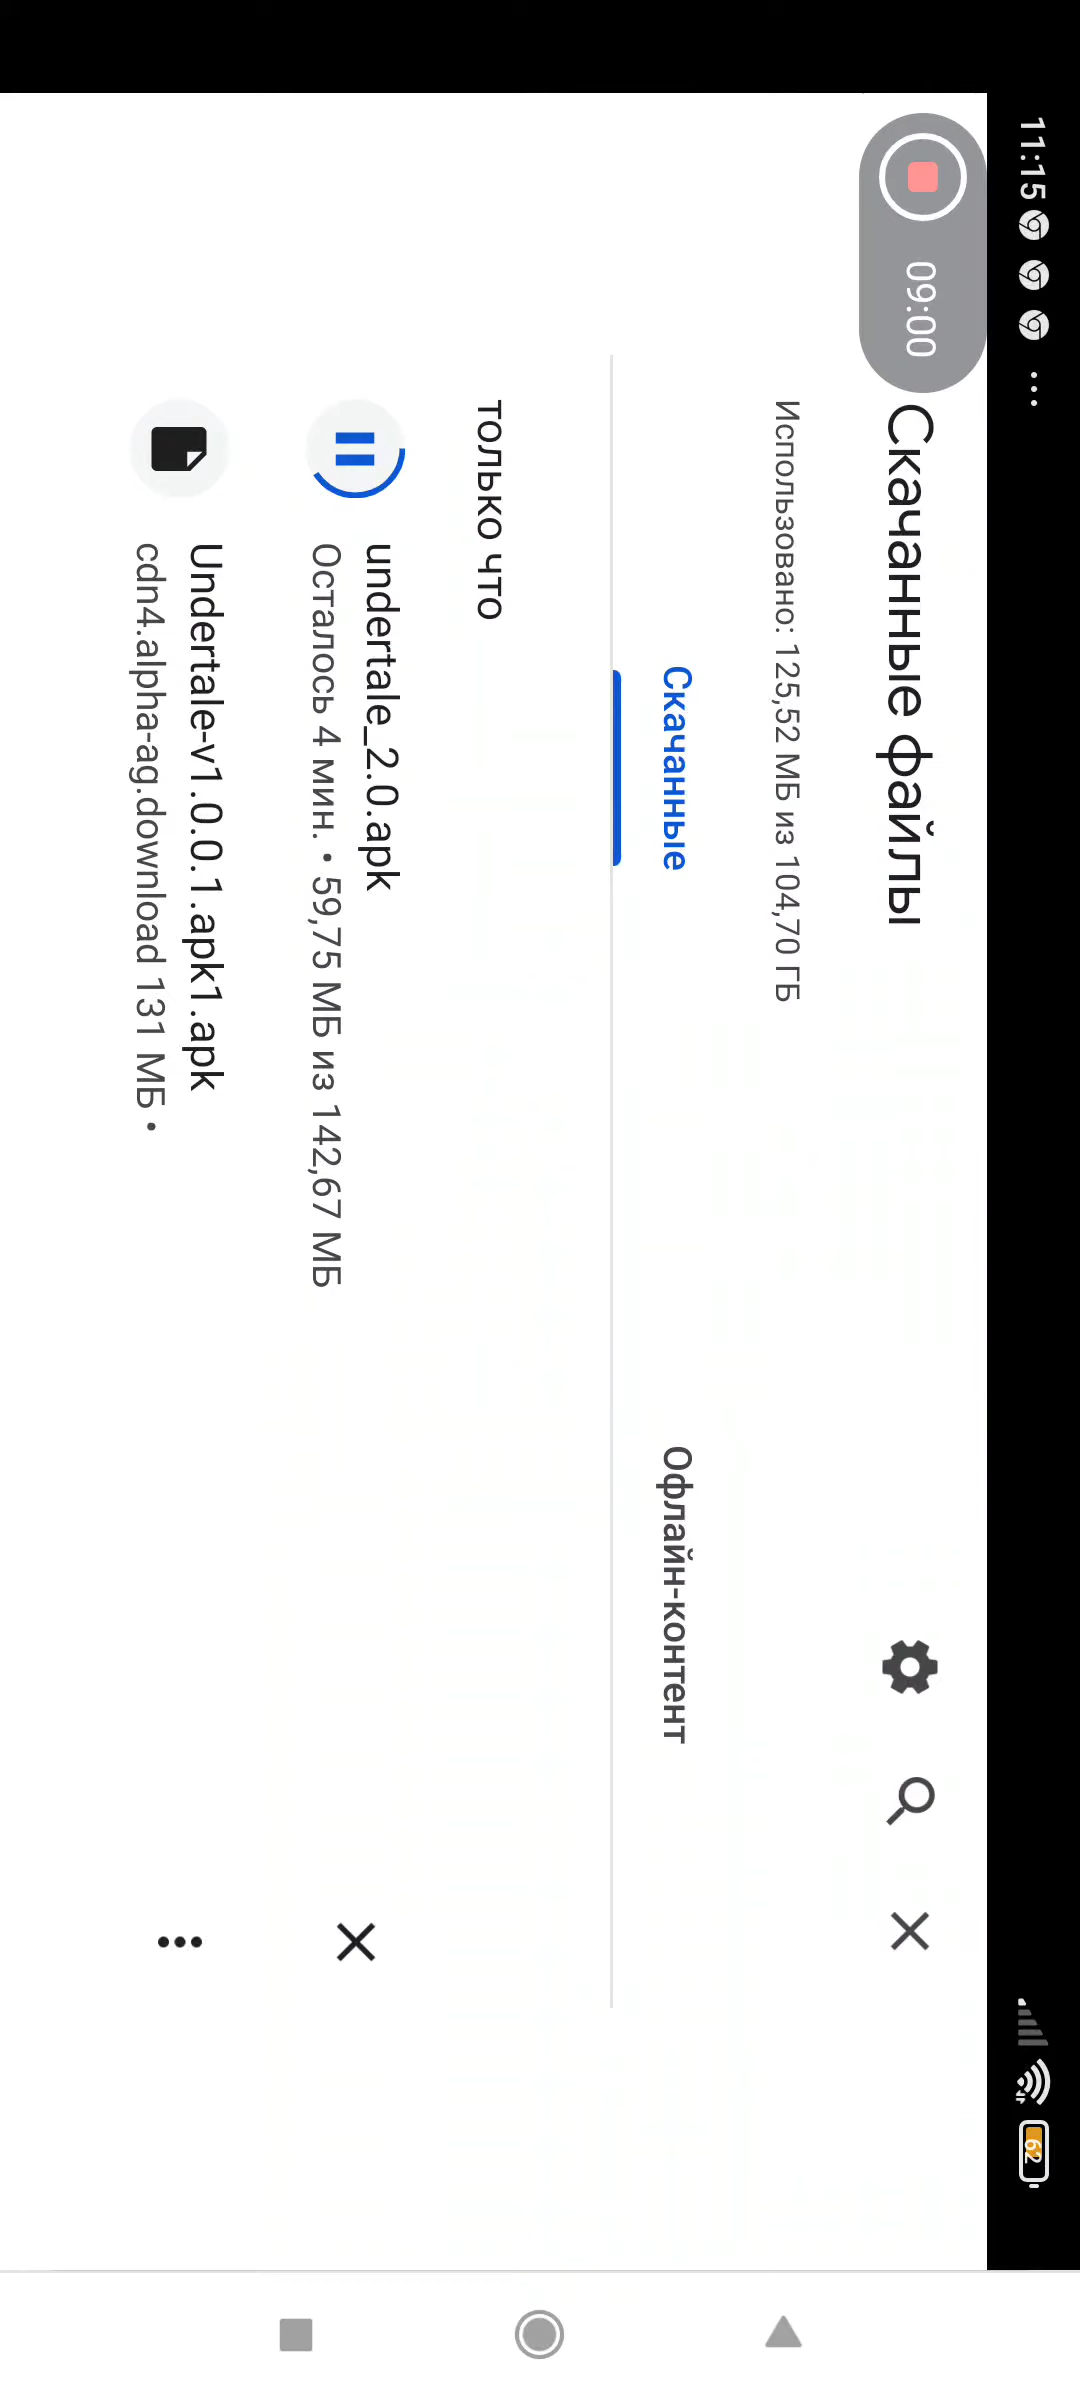 11:15
09:00
Скачанные файлы
Использовано: 125,52 МБ из 104,70 ГБ
Скачанные
Офлайн-контент
только что
undertale_2.0.apk
Осталось 4 мин. • 59,75 МБ из 142,67 МБ
Undertale-v1.0.0.1.apk1.apk
cdn4.alpha-ag.download 131 МБ •
62